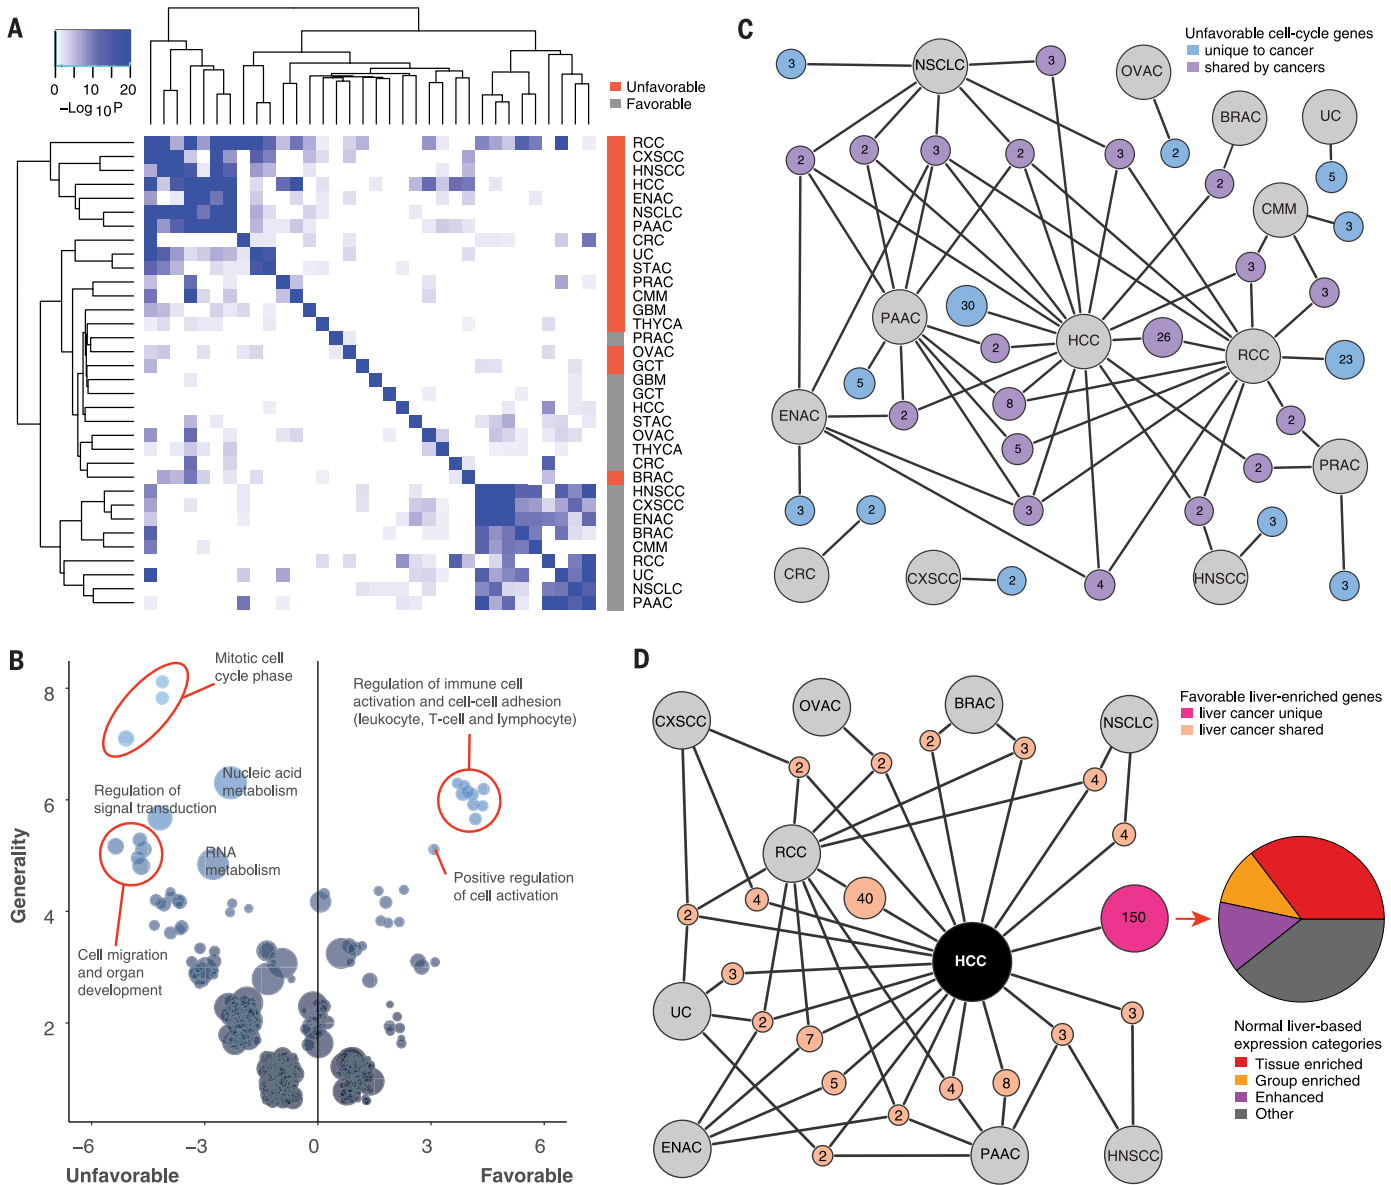 A
0 5 10 15 20
−Log 10 P
Unfavorable
Favorable
RCC
CXSCC
HNSCC
HCC
ENAC
NSCLC
PAAC
CRC
UC
STAC
PRAC
CMM
GBM
THYCA
PRAC
OVAC
GCT
GBM
GCT
HCC
STAC
OVAC
THYCA
CRC
BRAC
HNSCC
CXSCC
ENAC
BRAC
CMM
RCC
UC
NSCLC
PAAC
B
Mitotic cell
cycle phase
Regulation of immune cell
activation and cell-cell adhesion
(leukocyte, T-cell and lymphocyte)
Nucleic acid
metabolism
Regulation of
signal transduction
RNA
metabolism
Positive regulation
of cell activation
Cell migration
and organ
development
Generality
8
6
4
2
−6 −3 0 3 6
Unfavorable Favorable
C
Unfavorable cell-cycle genes
unique to cancer
shared by cancers
3
NSCLC
3
OVAC
BRAC
UC
2
2
3
2
3
2
2
5
CMM
3
3
3
30
PAAC
HCC
26
RCC
23
2
5
8
2
ENAC
2
5
2
PRAC
3
2
3
2
3
CRC
CXSCC
2
4
HNSCC
3
D
Favorable liver-enriched genes
liver cancer unique
liver cancer shared
CXSCC
OVAC
BRAC
NSCLC
2
3
2
2
4
4
RCC
4
40
2
150
HCC
3
UC
2
7
3
3
5
4
8
2
ENAC
2
PAAC
HNSCC
Normal liver-based
expression categories
Tissue enriched
Group enriched
Enhanced
Other